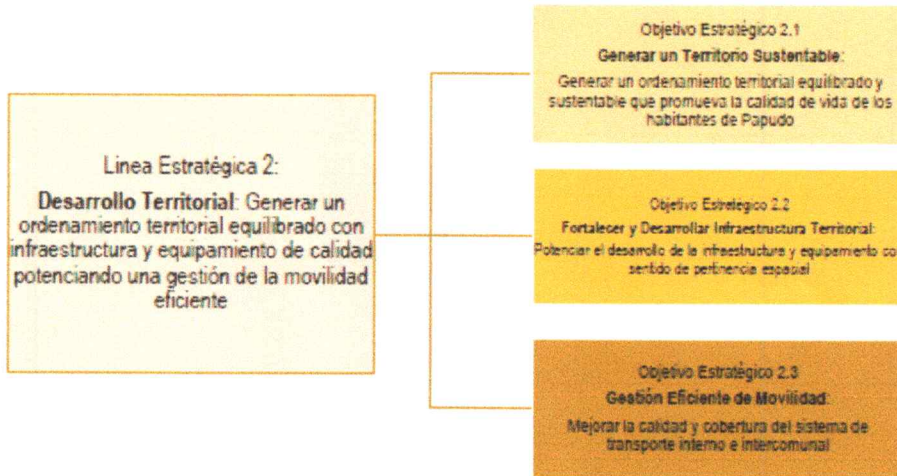 Linea Estratégica 2:
Desarrollo Territorial: Generar un
ordenamiento territorial equilibrado con
infraestructura y equipamiento de calidad
potenciando una gestión de la movilidad
eficiente
Objetivo Estratégico 2.1
Generar un Territorio Sustentable:
Generar un ordenamiento territorial equilibrado y
sustentable que promueva la calidad de vida de los
habitantes de Papudo
Objetivo Estratégico 2.2
Fortalecer y Desarrollar Infraestructura Territorial:
Potenciar el desarrollo de la infraestructura y equipamiento co
sentido de pertinencia espacial
Objetivo Estratégico 2.3
Gestión Eficiente de Movilidad:
Mejorar la calidad y cobertura del sistema de
transporte interno e intercomunal